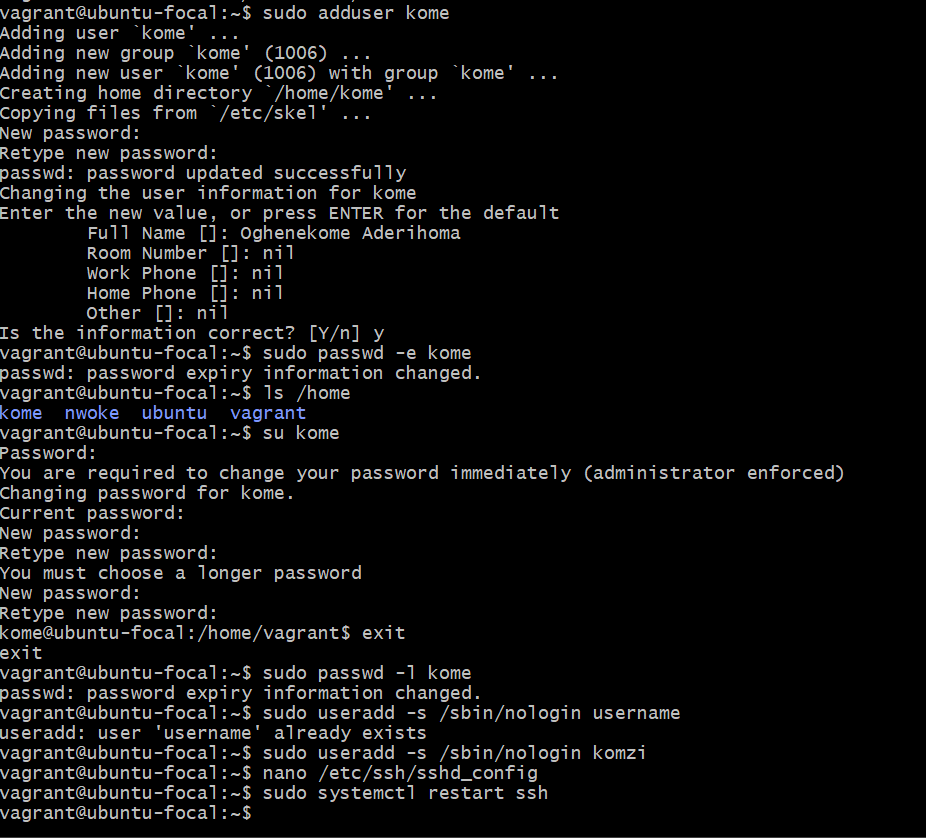 vagrant@ubuntu-focal:~$ sudo adduser kome
Adding user `kome' ...
Adding new group `kome' (1006) ...
Adding new user `kome' (1006) with group `kome' ...
Creating home directory `/home/kome' ...
Copying files from `/etc/skel' ...
New password:
Retype new password:
passwd: password updated successfully
Changing the user information for kome
Enter the new value, or press ENTER for the default
        Full Name []: Oghenekome Aderihoma
        Room Number []: nil
        Work Phone []: nil
        Home Phone []: nil
        Other []: nil
Is the information correct? [Y/n] y
vagrant@ubuntu-focal:~$ sudo passwd -e kome
passwd: password expiry information changed.
vagrant@ubuntu-focal:~$ ls /home
kome  nwoke  ubuntu  vagrant
vagrant@ubuntu-focal:~$ su kome
Password:
You are required to change your password immediately (administrator enforced)
Changing password for kome.
Current password:
New password:
Retype new password:
You must choose a longer password
New password:
Retype new password:
kome@ubuntu-focal:/home/vagrant$ exit
exit
vagrant@ubuntu-focal:~$ sudo passwd -l kome
passwd: password expiry information changed.
vagrant@ubuntu-focal:~$ sudo useradd -s /sbin/nologin username
useradd: user 'username' already exists
vagrant@ubuntu-focal:~$ sudo useradd -s /sbin/nologin komzi
vagrant@ubuntu-focal:~$ nano /etc/ssh/sshd_config
vagrant@ubuntu-focal:~$ sudo systemctl restart ssh
vagrant@ubuntu-focal:~$